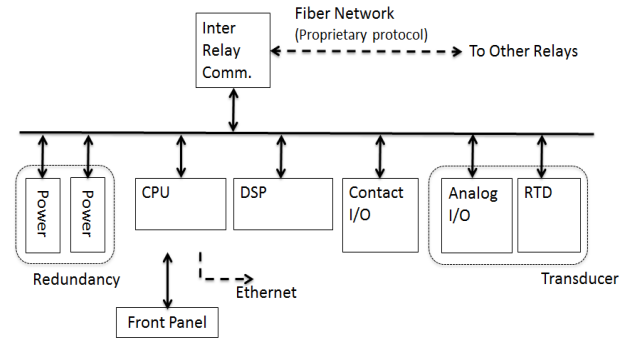 Fiber Network
(Proprietary protocol)
Inter
Relay
Comm.
To Other Relays
Power
Power
CPU
DSP
Contact
I/O
Analog
I/O
RTD
Redundancy
Transducer
Ethernet
Front Panel